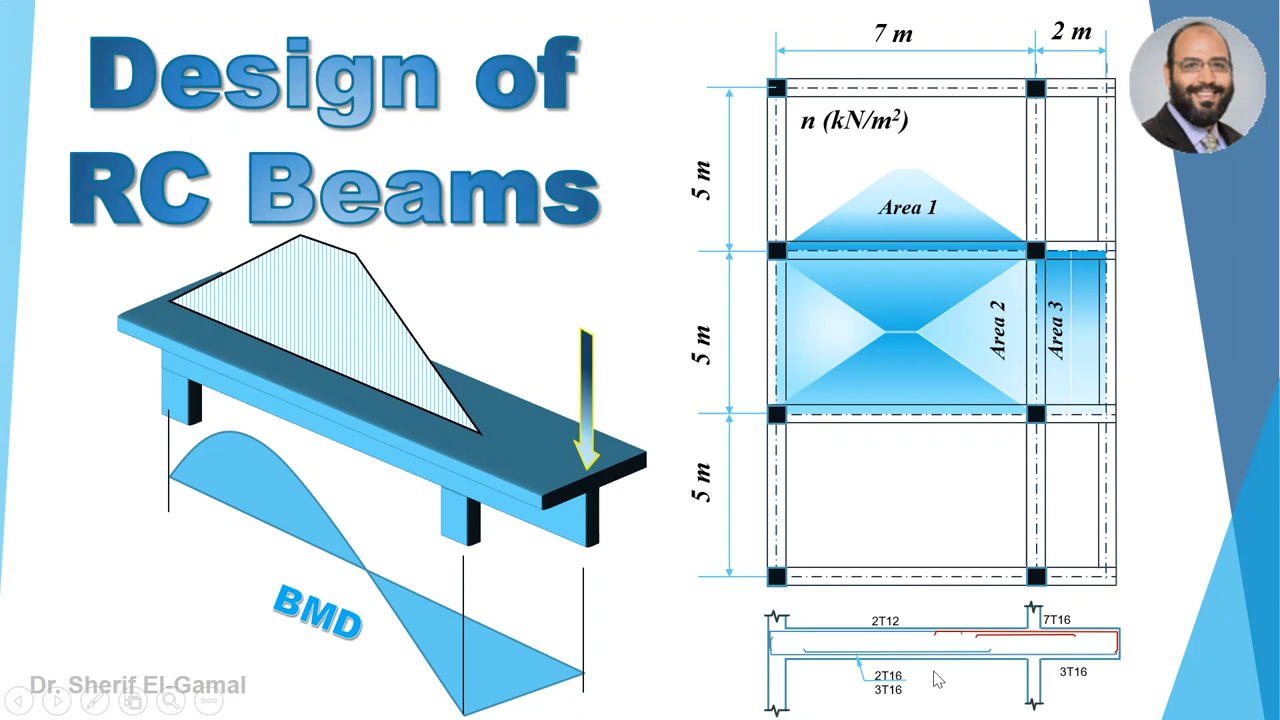 Design of
RC Beams
BMD
Dr. Sherif El-Gamal
7 m
2 m
n (kN/m²)
5 m
Area 1
5 m
Area 2
Area 3
5 m
2T12
7T16
2T16
3T16
3T16